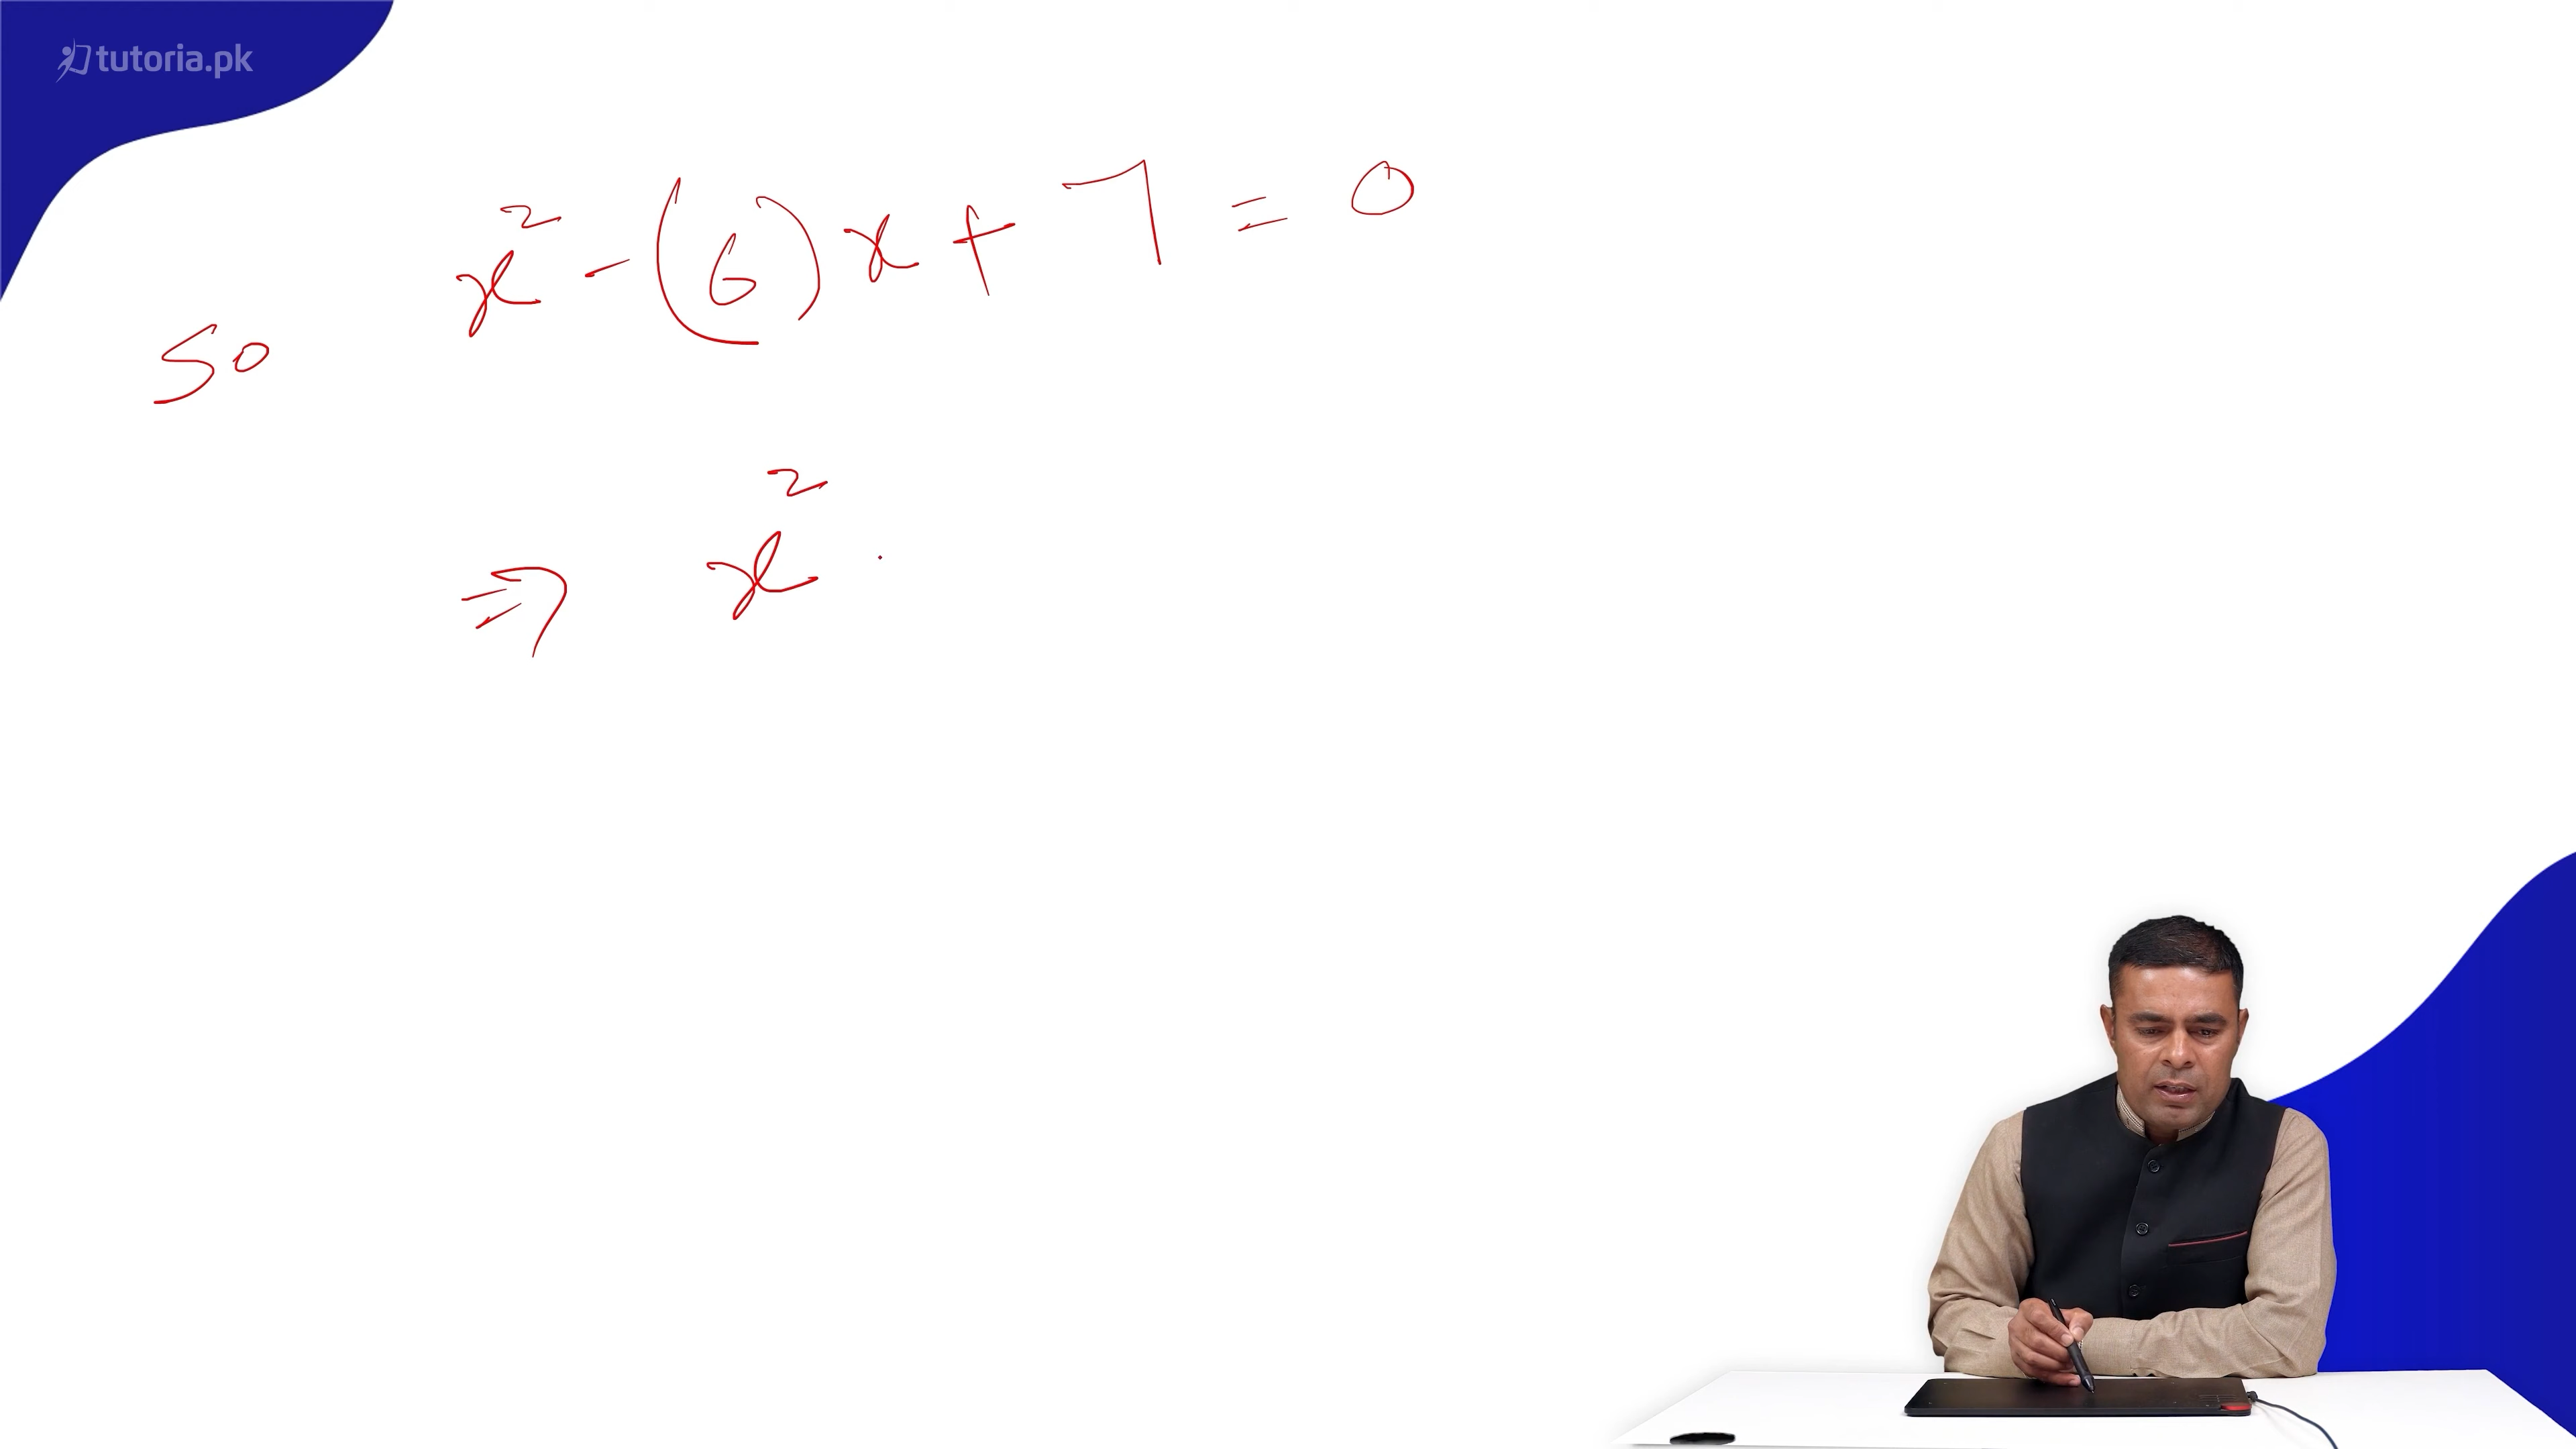 tutoria.pk
x² - (6)x + 7 = 0
So
⇒ x²